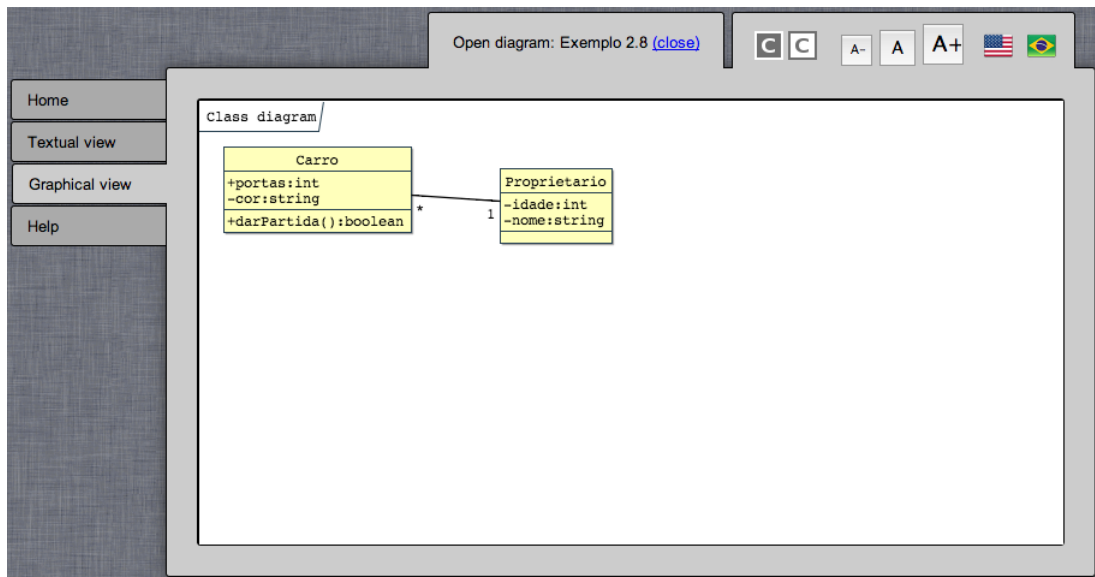 Open diagram: Exemplo 2.8 (close)
C C A- A A+
Home
Textual view
Graphical view
Help
Class diagram
Carro
+portas:int
-cor:string
+darPartida():boolean
*
1
Proprietario
-idade:int
-nome:string